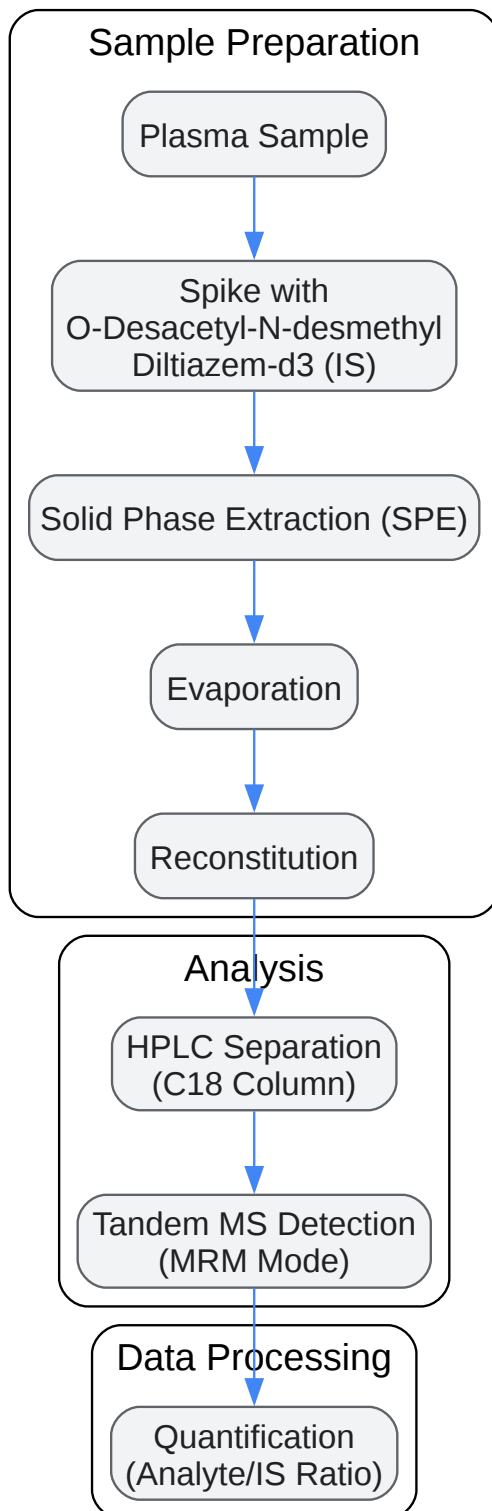 Sample Preparation
Plasma Sample
Spike with
O-Desacetyl-N-desmethyl
Diltiazem-d3 (IS)
Solid Phase Extraction (SPE)
Evaporation
Reconstitution
Analysis
HPLC Separation
(C18 Column)
Tandem MS Detection
(MRM Mode)
Data Processing
Quantification
(Analyte/IS Ratio)